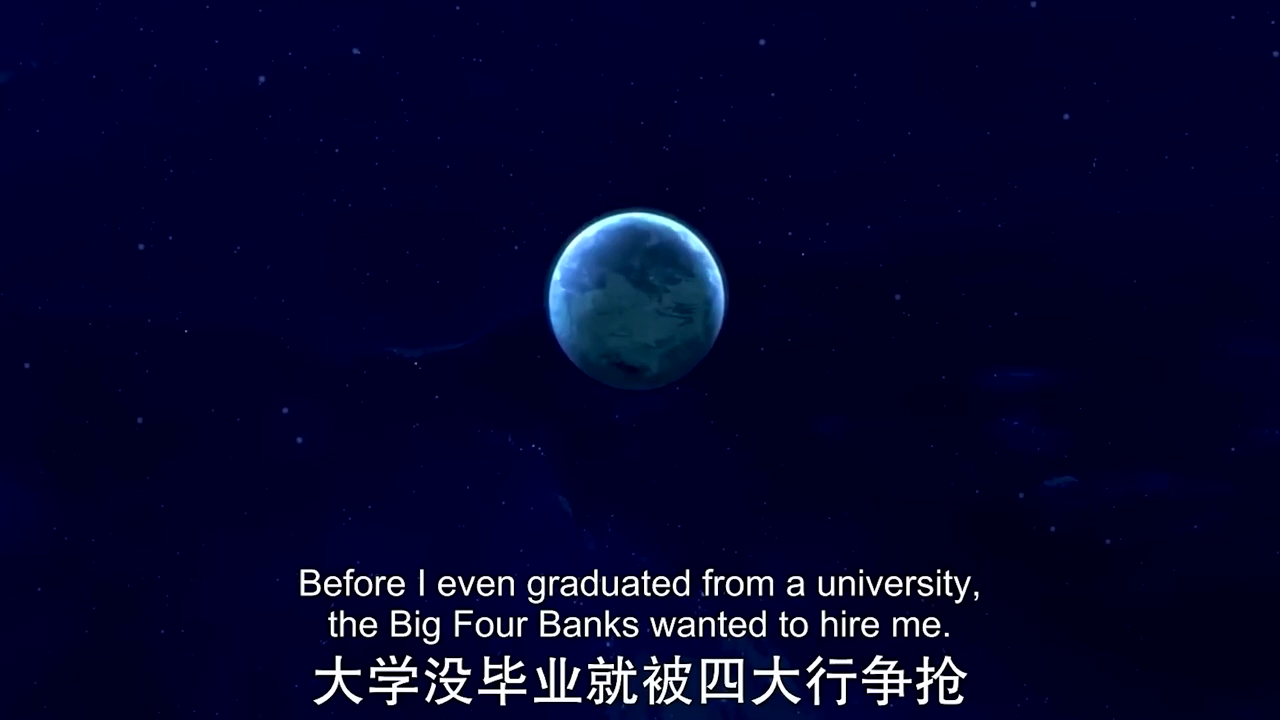 Before I even graduated from a university,
the Big Four Banks wanted to hire me.
大学没毕业就被四大行争抢